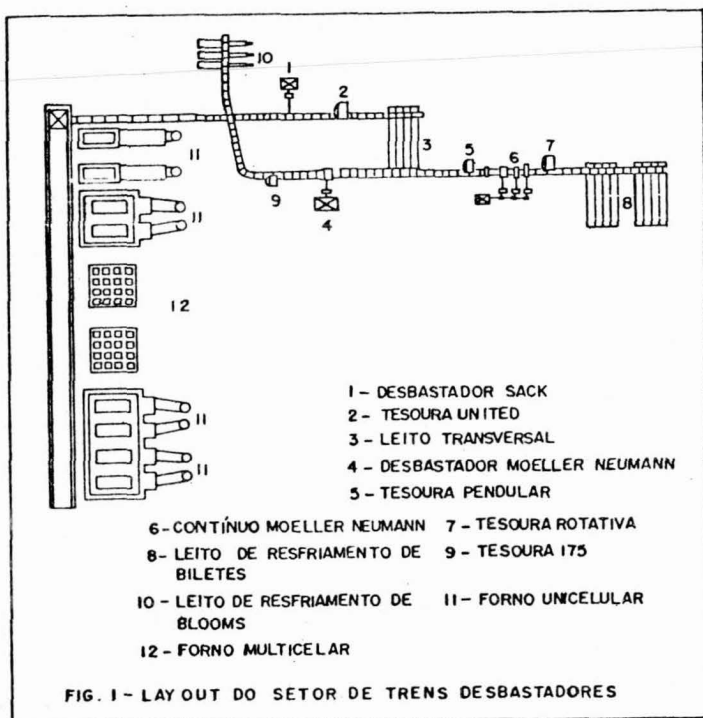 10
1
2
11
3
5
6
7
9
4
8
11
12
11
11
1 - DESBASTADOR SACK
2 - TESOURA UNITED
3 - LEITO TRANSVERSAL
4 - DESBASTADOR MOELLER NEUMANN
5 - TESOURA PENDULAR
6 - CONTÍNUO MOELLER NEUMANN 7 - TESOURA ROTATIVA
8 - LEITO DE RESFRIAMENTO DE 9 - TESOURA 175
BILETES
10 - LEITO DE RESFRIAMENTO DE 11 - FORNO UNICELULAR
BLOOMS
12 - FORNO MULTICELAR
FIG. 1 - LAY OUT DO SETOR DE TRENS DESBASTADORES